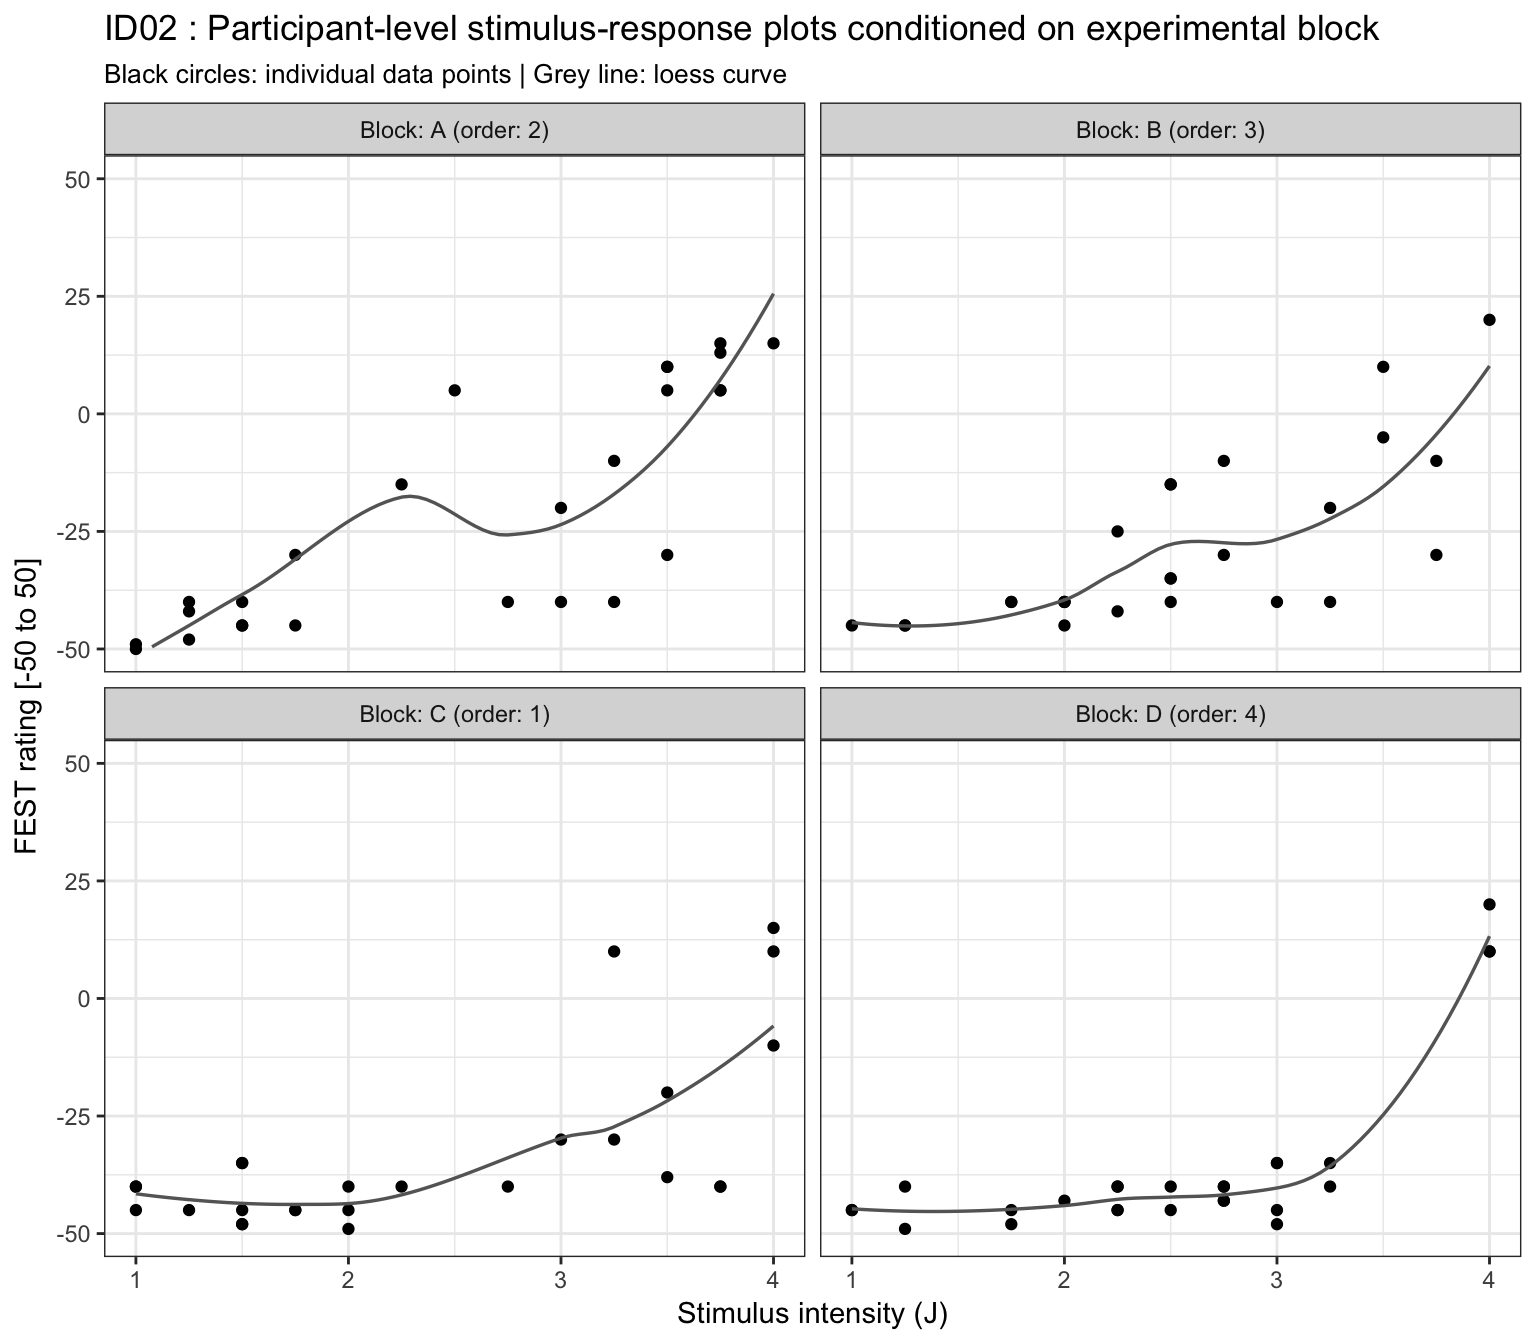 ID02 : Participant-level stimulus-response plots conditioned on experimental block
Black circles: individual data points | Grey line: loess curve
Block: A (order: 2)
Block: B (order: 3)
50
25
0
-25
-50
Block: C (order: 1)
Block: D (order: 4)
50
25
0
-25
-50
FEST rating [-50 to 50]
1 2 3 4
1 2 3 4
Stimulus intensity (J)